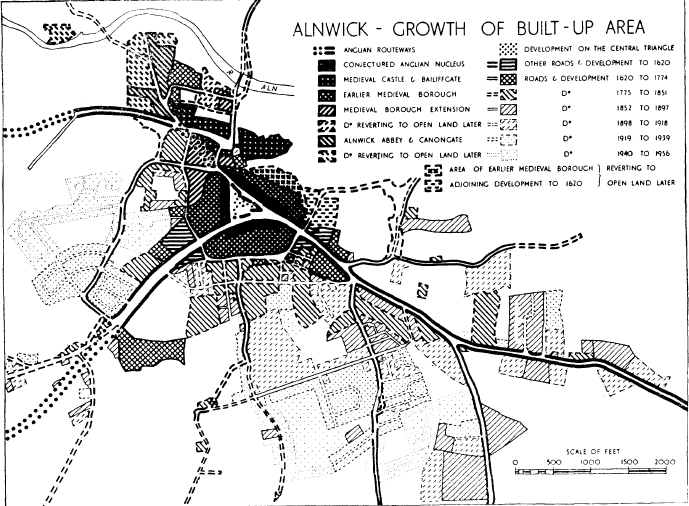 ALNWICK - GROWTH OF BUILT-UP AREA
ANGLIAN ROUTEWAYS
CONJECTURED ANGLIAN NUCLEUS
MEDIEVAL CASTLE & BAILIFFGATE
EARLIER MEDIEVAL BOROUGH
MEDIEVAL BOROUGH EXTENSION
Dº REVERTING TO OPEN LAND LATER
ALNWICK ABBEY & CANONGATE
Dº REVERTING TO OPEN LAND LATER
DEVELOPMENT ON THE CENTRAL TRIANGLE
OTHER ROADS & DEVELOPMENT TO 1620
ROADS & DEVELOPMENT 1620 TO 1774
Dº 1775 TO 1851
Dº 1852 TO 1897
Dº 1898 TO 1918
Dº 1919 TO 1939
Dº 1940 TO 1956
AREA OF EARLIER MEDIEVAL BOROUGH } REVERTING TO
ADJOINING DEVELOPMENT TO 1620 } OPEN LAND LATER
R. ALN
SCALE OF FEET
0 500 1000 1500 2000